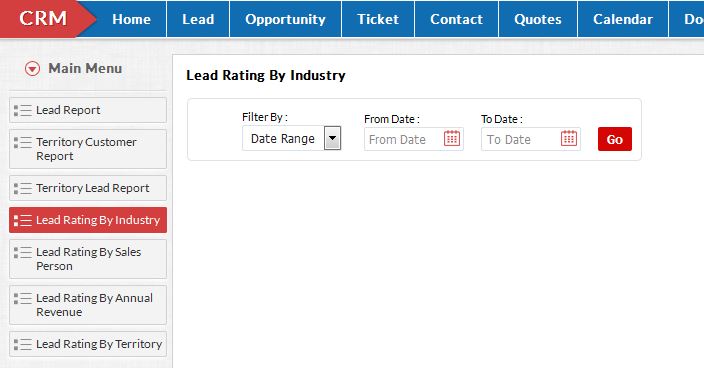 CRM Home Lead Opportunity Ticket Contact Quotes Calendar Do
Main Menu
Lead Report
Territory Customer
Report
Territory Lead Report
Lead Rating By Industry
Lead Rating By Sales
Person
Lead Rating By Annual
Revenue
Lead Rating By Territory
Lead Rating By Industry
Filter By : From Date : To Date :
Date Range From Date To Date Go